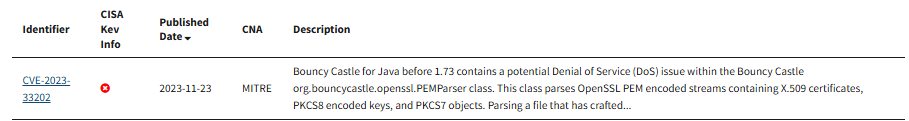 Identifier CISA Kev Info Published Date CNA Description
CVE-2023-33202 2023-11-23 MITRE Bouncy Castle for Java before 1.73 contains a potential Denial of Service (DoS) issue within the Bouncy Castle
org.bouncycastle.openssl.PEMParser class. This class parses OpenSSL PEM encoded streams containing X.509 certificates,
PKCS8 encoded keys, and PKCS7 objects. Parsing a file that has crafted...